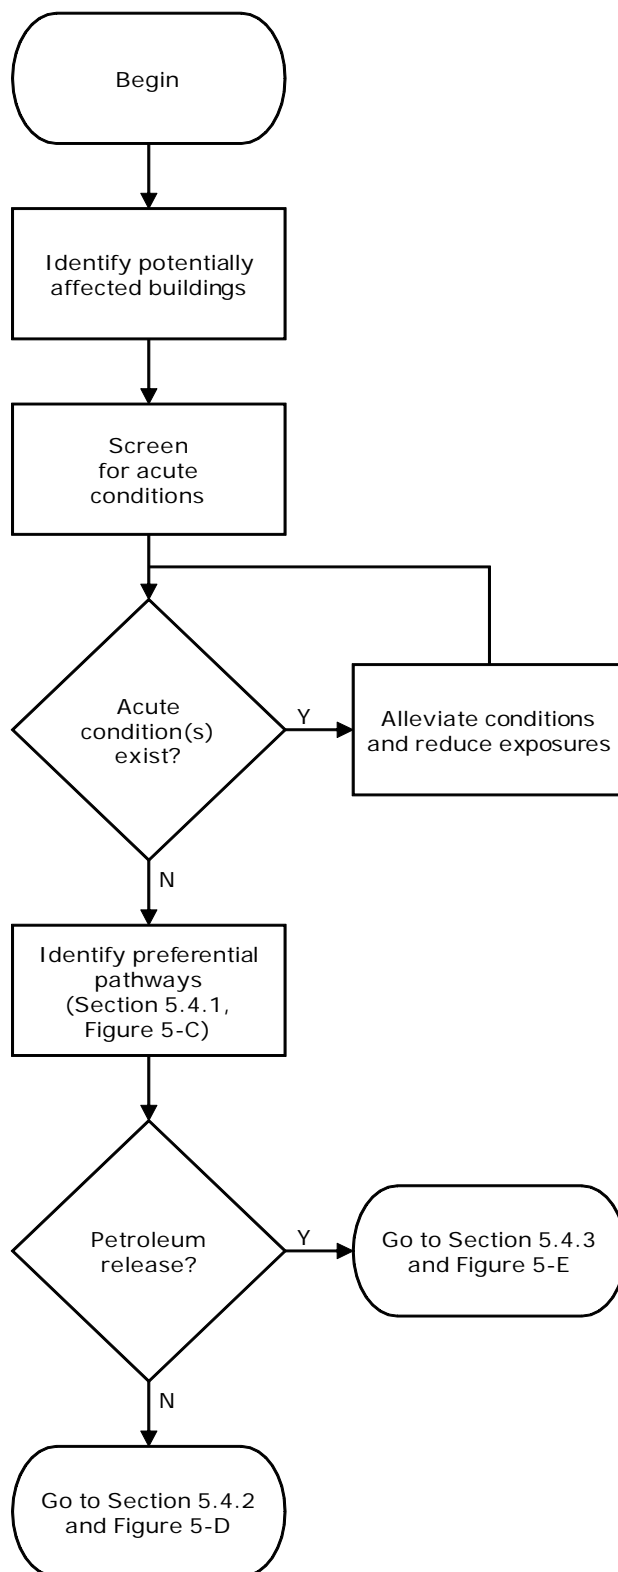 Begin
Identify potentially
affected buildings
Screen
for acute
conditions
Acute
condition(s)
exist?
Y
Alleviate conditions
and reduce exposures
N
Identify preferential
pathways
(Section 5.4.1,
Figure 5-C)
Petroleum
release?
Y
Go to Section 5.4.3
and Figure 5-E
N
Go to Section 5.4.2
and Figure 5-D